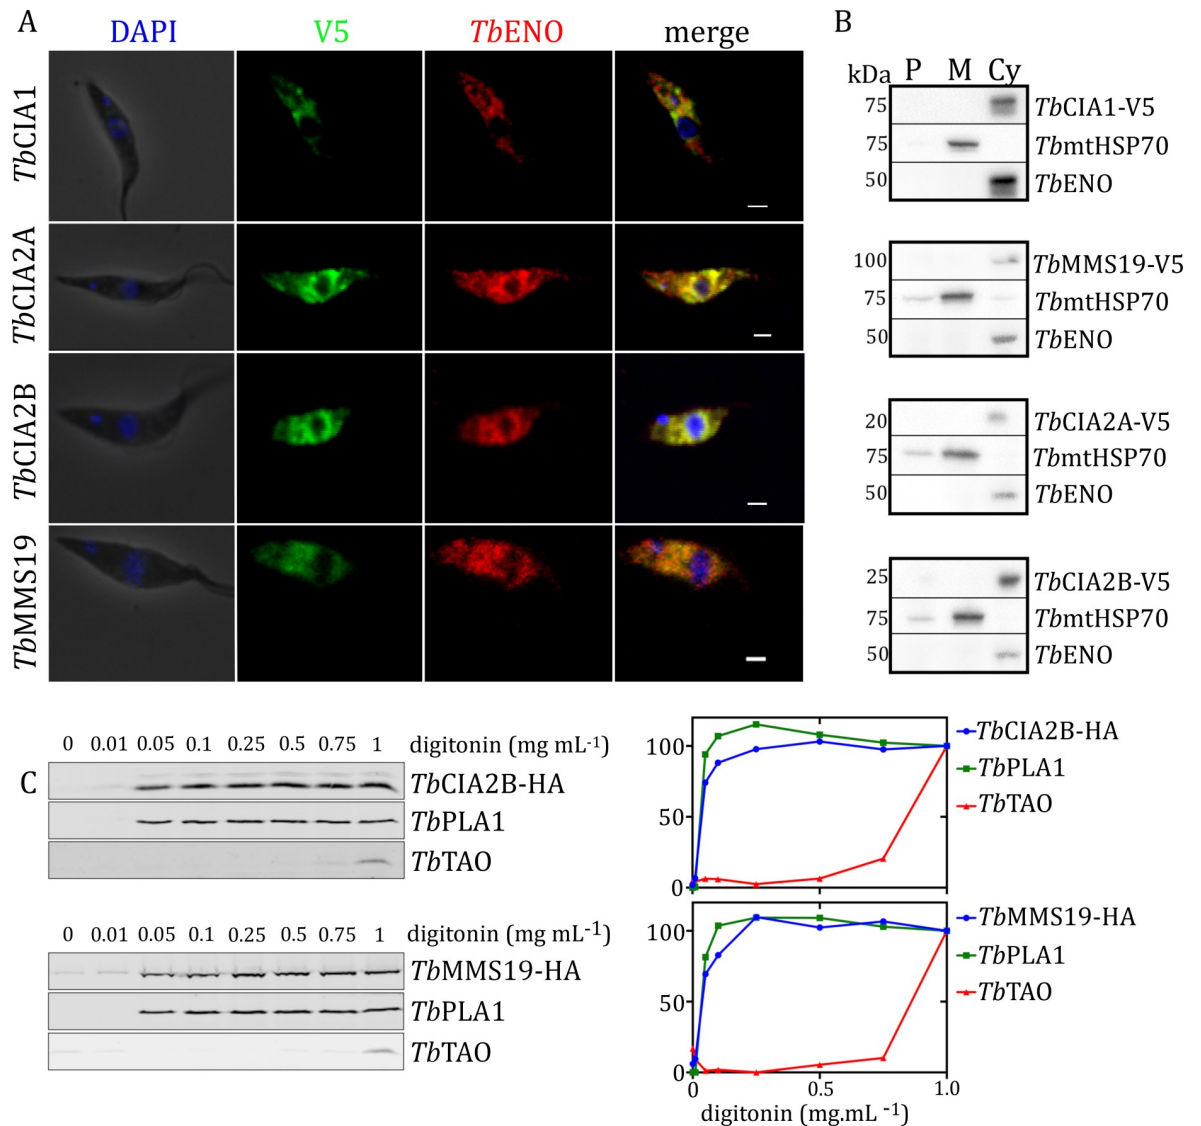 A
DAPI V5 TbENO merge
TbCIA1
TbCIA2A
TbCIA2B
TbMMS19
B
kDa P M Cy
75 TbCIA1-V5
75 TbmtHSP70
50 TbENO
100 TbMMS19-V5
75 TbmtHSP70
50 TbENO
20 TbCIA2A-V5
75 TbmtHSP70
50 TbENO
25 TbCIA2B-V5
75 TbmtHSP70
50 TbENO
C
0 0.01 0.05 0.1 0.25 0.5 0.75 1 digitonin (mg mL-1)
TbCIA2B-HA
TbPLA1
TbTAO
0 0.01 0.05 0.1 0.25 0.5 0.75 1 digitonin (mg mL-1)
TbMMS19-HA
TbPLA1
TbTAO
100
50
0
TbCIA2B-HA
TbPLA1
TbTAO
100
50
0
TbMMS19-HA
TbPLA1
TbTAO
0 0.5 1.0
digitonin (mg.mL -1)